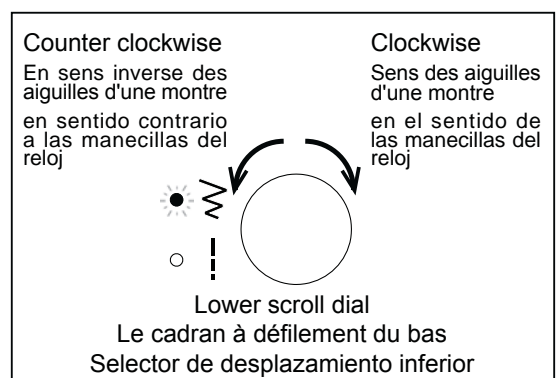 Counter clockwise
En sens inverse des
aiguilles d'une montre
en sentido contrario
a las manecillas del
reloj
Clockwise
Sens des aiguilles
d'une montre
en el sentido de
las manecillas del
reloj
Lower scroll dial
Le cadran à défilement du bas
Selector de desplazamiento inferior